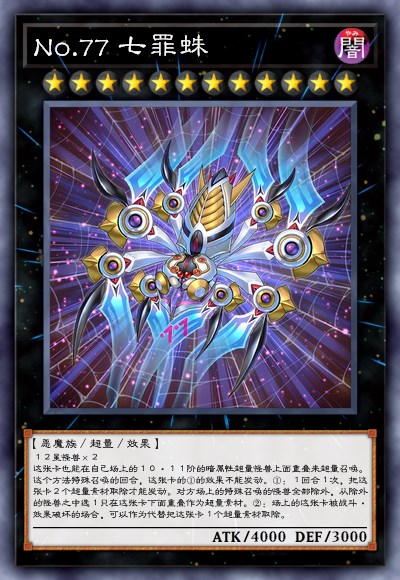 No.77 七罪蛛
やみ
闇
77
【恶魔族／超量／效果】
１２星怪兽×２
这张卡也能在自己场上的１０・１１阶的暗属性超量怪兽上面重叠来超量召唤。
这个方法特殊召唤的回合，这张卡的①的效果不能发动。①：１回合１次，把这
张卡２个超量素材取除才能发动。对方场上的特殊召唤的怪兽全部除外，从除外
的怪兽之中选１只在这张卡下面重叠作为超量素材。②：场上的这张卡被战斗・
效果破坏的场合，可以作为代替把这张卡１个超量素材取除。
ATK/4000 DEF/3000